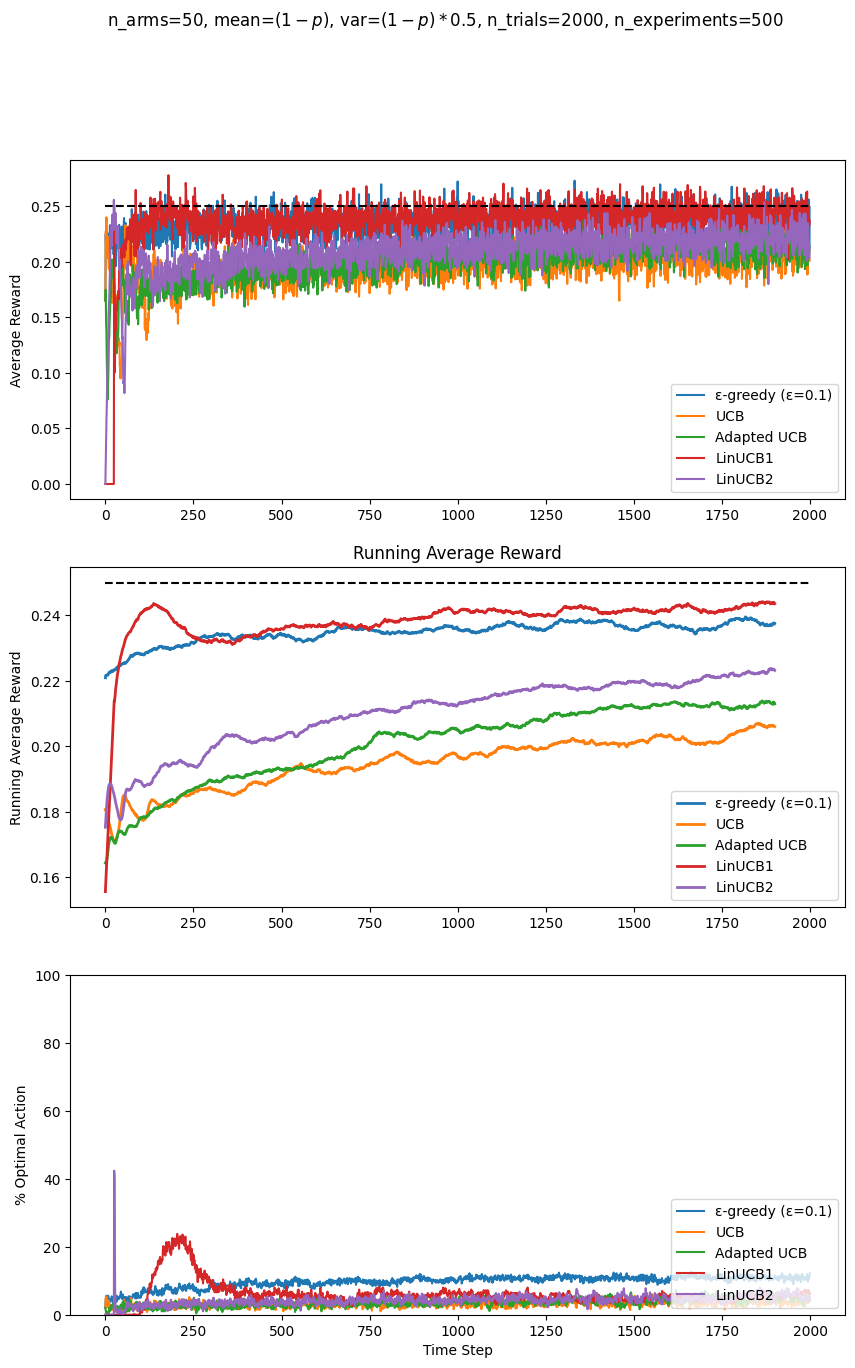 n_arms=50, mean=(1 − p), var=(1 − p) * 0.5, n_trials=2000, n_experiments=500
Average Reward
0.25
0.20
0.15
0.10
0.05
0.00
ε-greedy (ε=0.1)
UCB
Adapted UCB
LinUCB1
LinUCB2
0 250 500 750 1000 1250 1500 1750 2000
Running Average Reward
Running Average Reward
0.24
0.22
0.20
0.18
0.16
ε-greedy (ε=0.1)
UCB
Adapted UCB
LinUCB1
LinUCB2
0 250 500 750 1000 1250 1500 1750 2000
% Optimal Action
100
80
60
40
20
0
ε-greedy (ε=0.1)
UCB
Adapted UCB
LinUCB1
LinUCB2
0 250 500 750 1000 1250 1500 1750 2000
Time Step